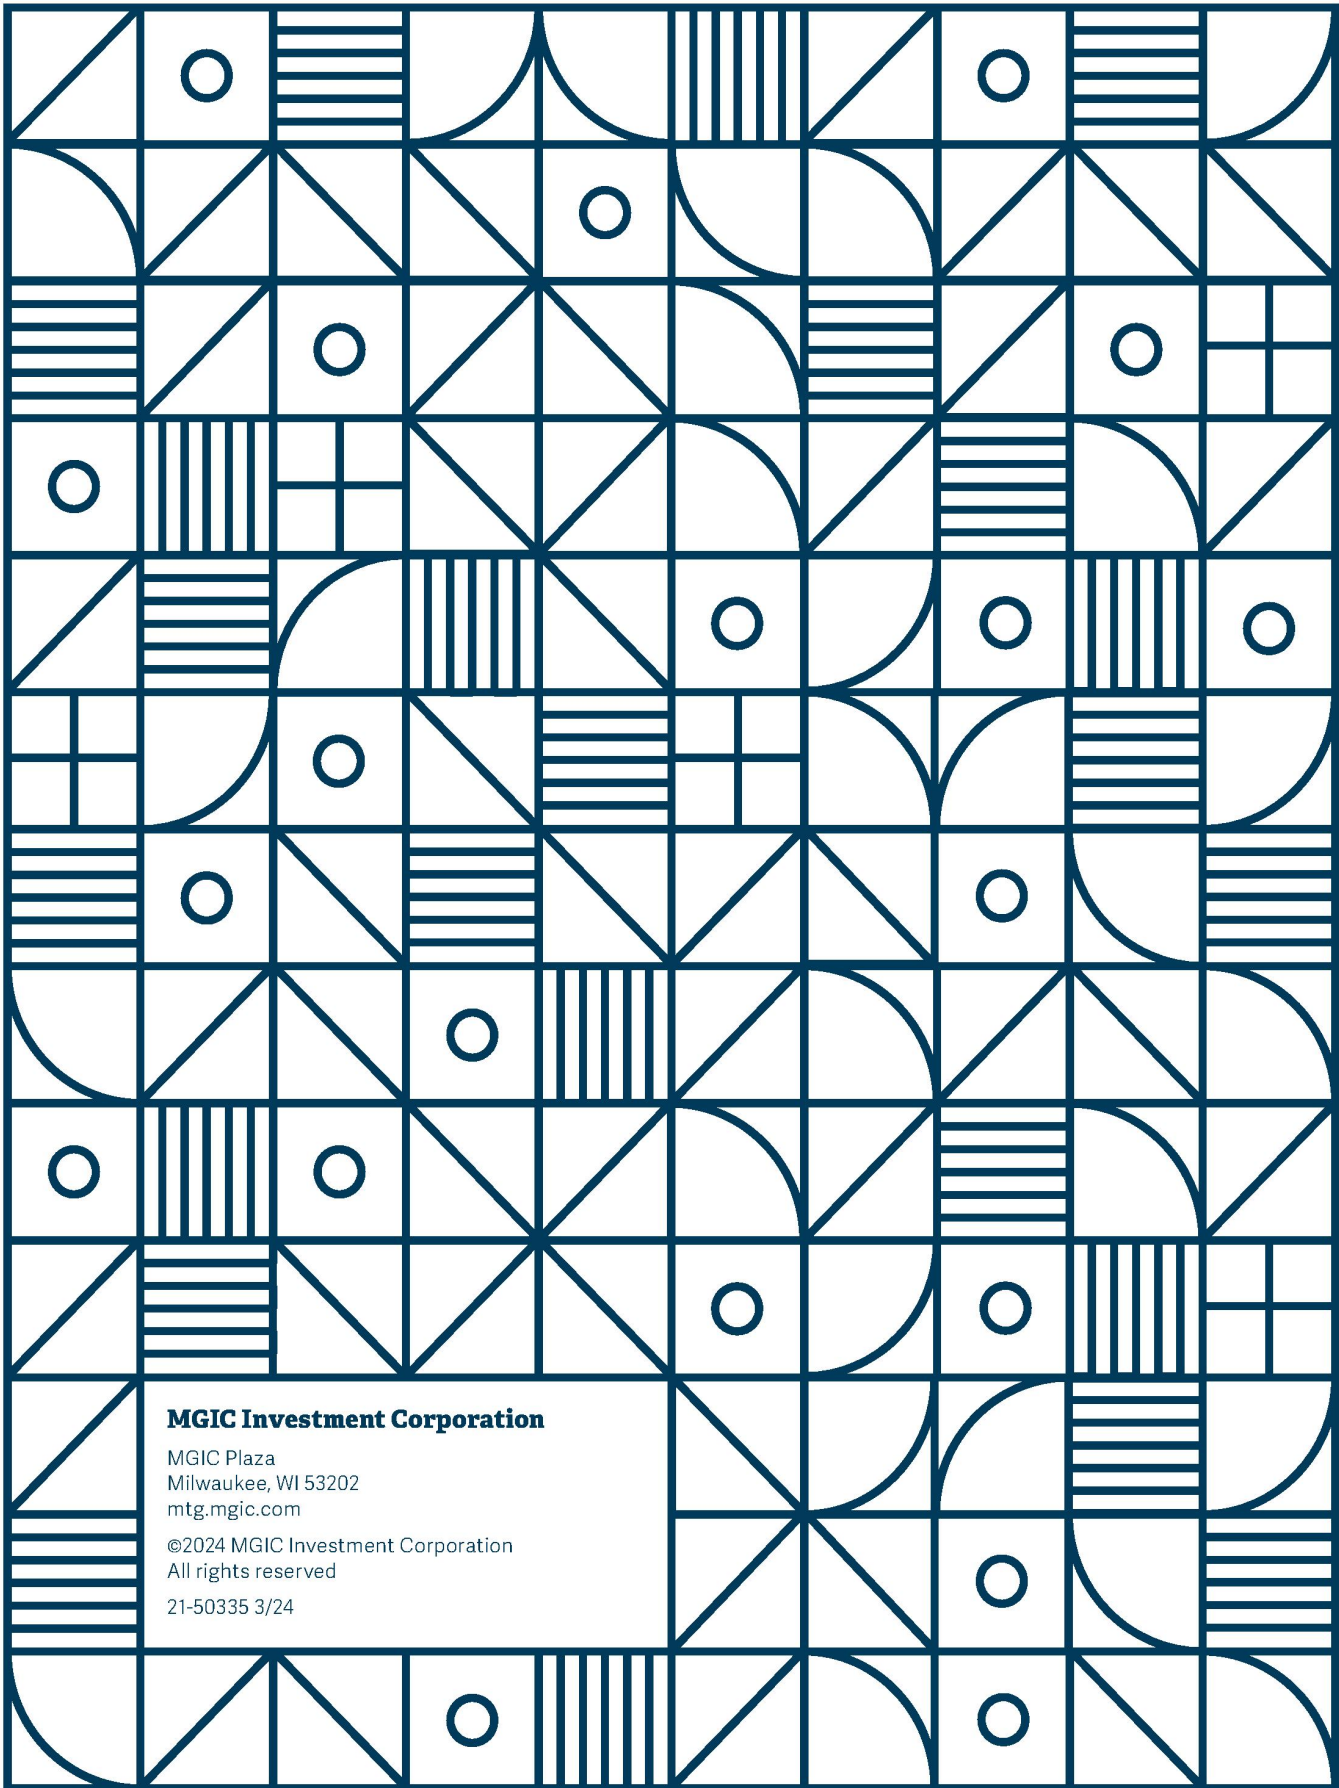 MGIC Investment Corporation
MGIC Plaza
Milwaukee, WI 53202
mtg.mgic.com
©2024 MGIC Investment Corporation
All rights reserved
21-50335 3/24